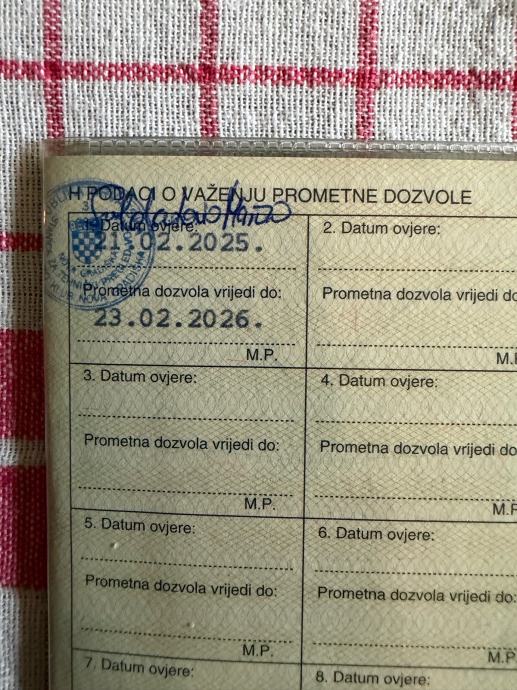 H PODACI O VAŽENJU PROMETNE DOZVOLE
1. Datum ovjere:
21.02.2025.
Prometna dozvola vrijedi do:
23.02.2026.
M.P.
2. Datum ovjere:
Prometna dozvola vrijedi do
M.P
3. Datum ovjere:
Prometna dozvola vrijedi do:
M.P.
4. Datum ovjere:
Prometna dozvola vrijedi do
M.P
5. Datum ovjere:
Prometna dozvola vrijedi do:
M.P.
6. Datum ovjere:
Prometna dozvola vrijedi do:
M.P.
7. Datum ovjere:
8. Datum ovjere: